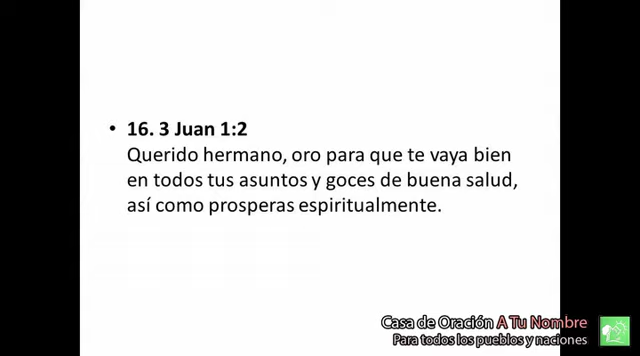 • 16. 3 Juan 1:2
Querido hermano, oro para que te vaya bien
en todos tus asuntos y goces de buena salud,
así como prosperas espiritualmente.
Casa de Oración A Tu Nombre
Para todos los pueblos y naciones